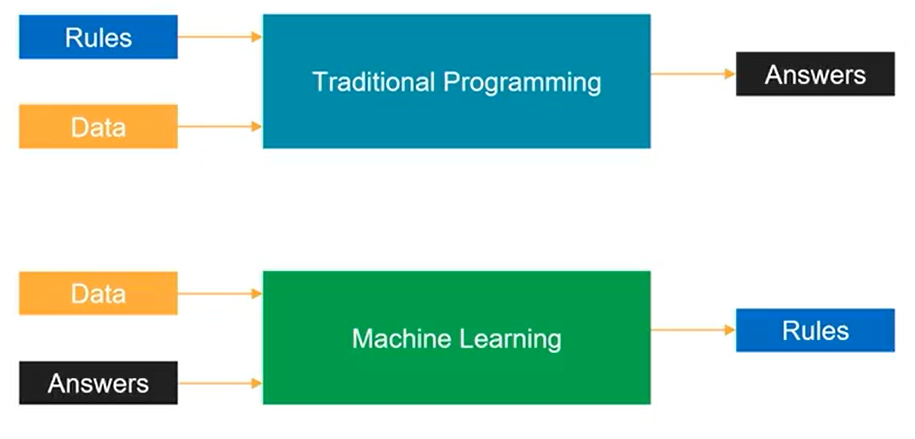 Rules
Traditional Programming
Answers
Data
Data
Machine Learning
Rules
Answers